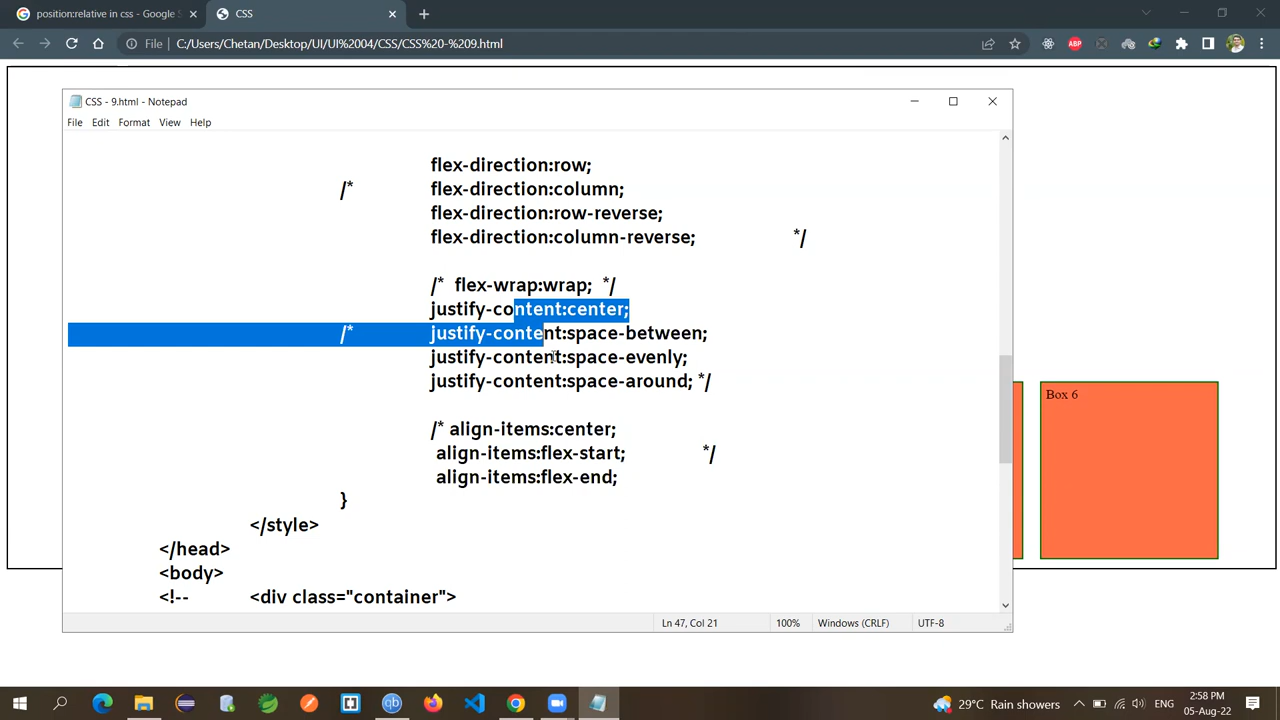 position:relative in css - Google S
CSS
File
C:/Users/Chetan/Desktop/UI/UI%2004/CSS/CSS%20-%209.html
ABP
CSS - 9.html - Notepad
File Edit Format View Help
flex-direction:row;
/* flex-direction:column;
flex-direction:row-reverse;
flex-direction:column-reverse; */
/* flex-wrap:wrap; */
justify-content:center;
/* justify-content:space-between;
justify-content:space-evenly;
justify-content:space-around; */
/* align-items:center;
align-items:flex-start; */
align-items:flex-end;
}
</style>
</head>
<body>
<!-- <div class="container">
Box 6
Ln 47, Col 21 100% Windows (CRLF) UTF-8
29°C Rain showers
ENG
2:58 PM
05-Aug-22